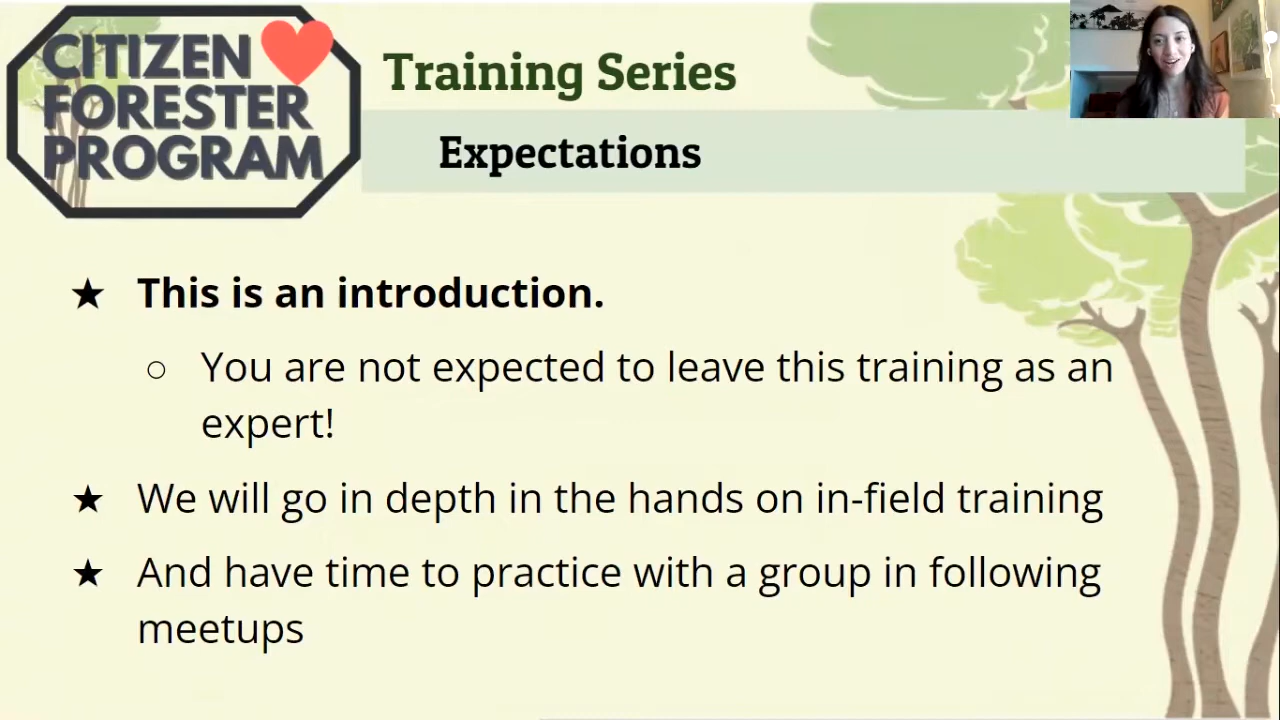 CITIZEN
FORESTER
PROGRAM
Training Series
Expectations
★ This is an introduction.
○ You are not expected to leave this training as an
expert!
★ We will go in depth in the hands on in-field training
★ And have time to practice with a group in following
meetups